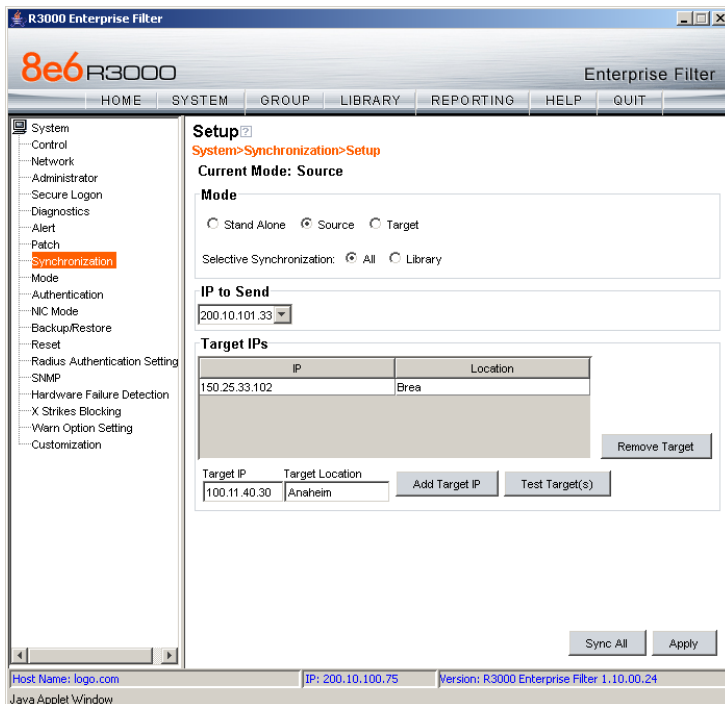 R3000 Enterprise Filter
8e6 R3000
Enterprise Filter
HOME SYSTEM GROUP LIBRARY REPORTING HELP QUIT
System
Control
Network
Administrator
Secure Logon
Diagnostics
Alert
Patch
Synchronization
Mode
Authentication
NIC Mode
Backup/Restore
Reset
Radius Authentication Setting
SNMP
Hardware Failure Detection
X Strikes Blocking
Warn Option Setting
Customization
Setup ?
System>Synchronization>Setup
Current Mode: Source
Mode
Stand Alone Source Target
Selective Synchronization: All Library
IP to Send
200.10.101.33
Target IPs
IP Location
150.25.33.102 Brea
Remove Target
Target IP Target Location
100.11.40.30 Anaheim Add Target IP Test Target(s)
Sync All Apply
Host Name: logo.com IP: 200.10.100.75 Version: R3000 Enterprise Filter 1.10.00.24
Java Applet Window